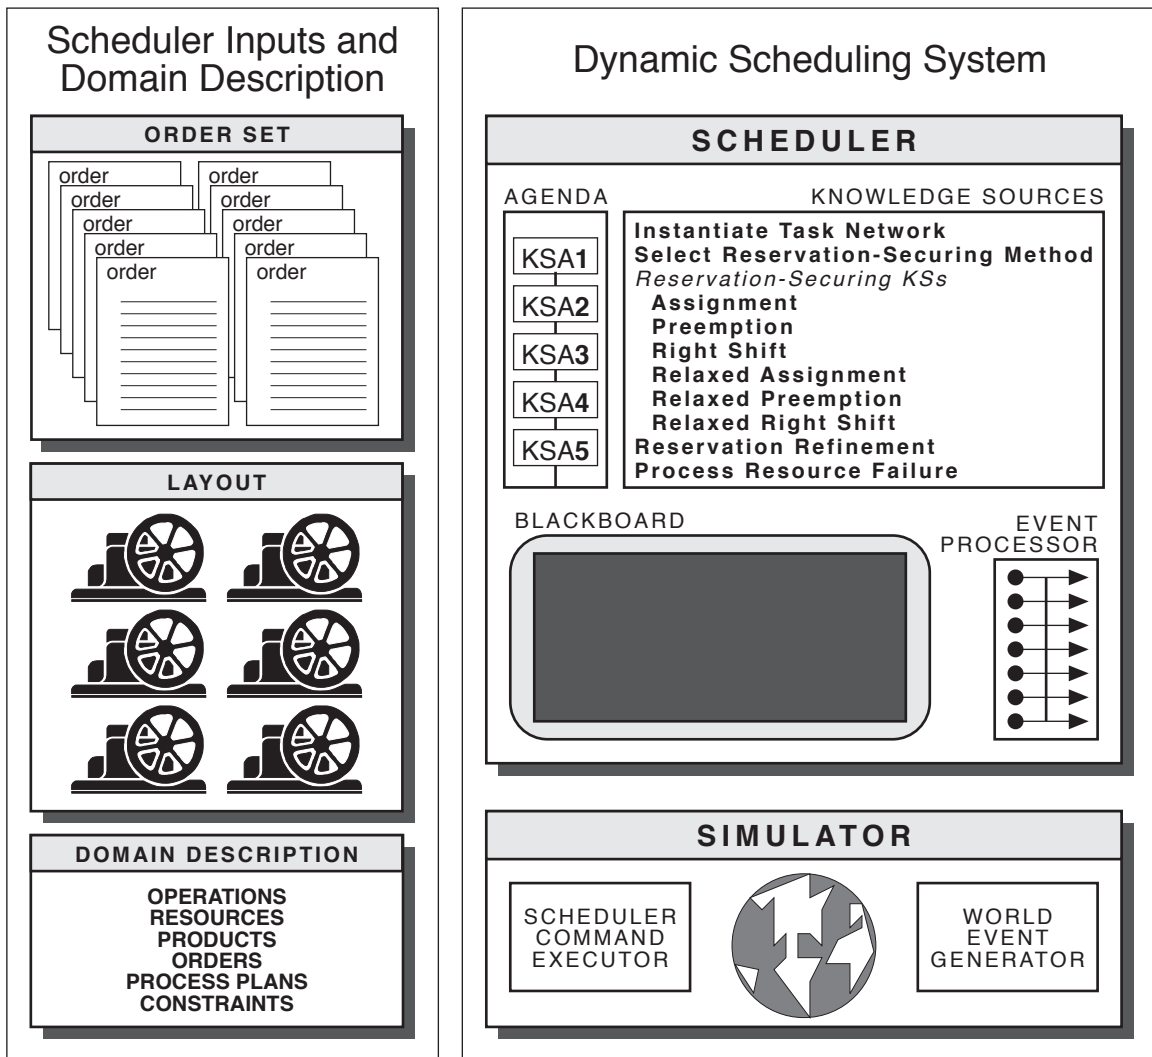 Scheduler Inputs and
Domain Description
ORDER SET
order
order
order
order
order
order
order
order
order
order
LAYOUT
DOMAIN DESCRIPTION
OPERATIONS
RESOURCES
PRODUCTS
ORDERS
PROCESS PLANS
CONSTRAINTS
Dynamic Scheduling System
SCHEDULER
AGENDA
KSA1
KSA2
KSA3
KSA4
KSA5
KNOWLEDGE SOURCES
Instantiate Task Network
Select Reservation-Securing Method
Reservation-Securing KSs
Assignment
Preemption
Right Shift
Relaxed Assignment
Relaxed Preemption
Relaxed Right Shift
Reservation Refinement
Process Resource Failure
BLACKBOARD
EVENT
PROCESSOR
SIMULATOR
SCHEDULER
COMMAND
EXECUTOR
WORLD
EVENT
GENERATOR